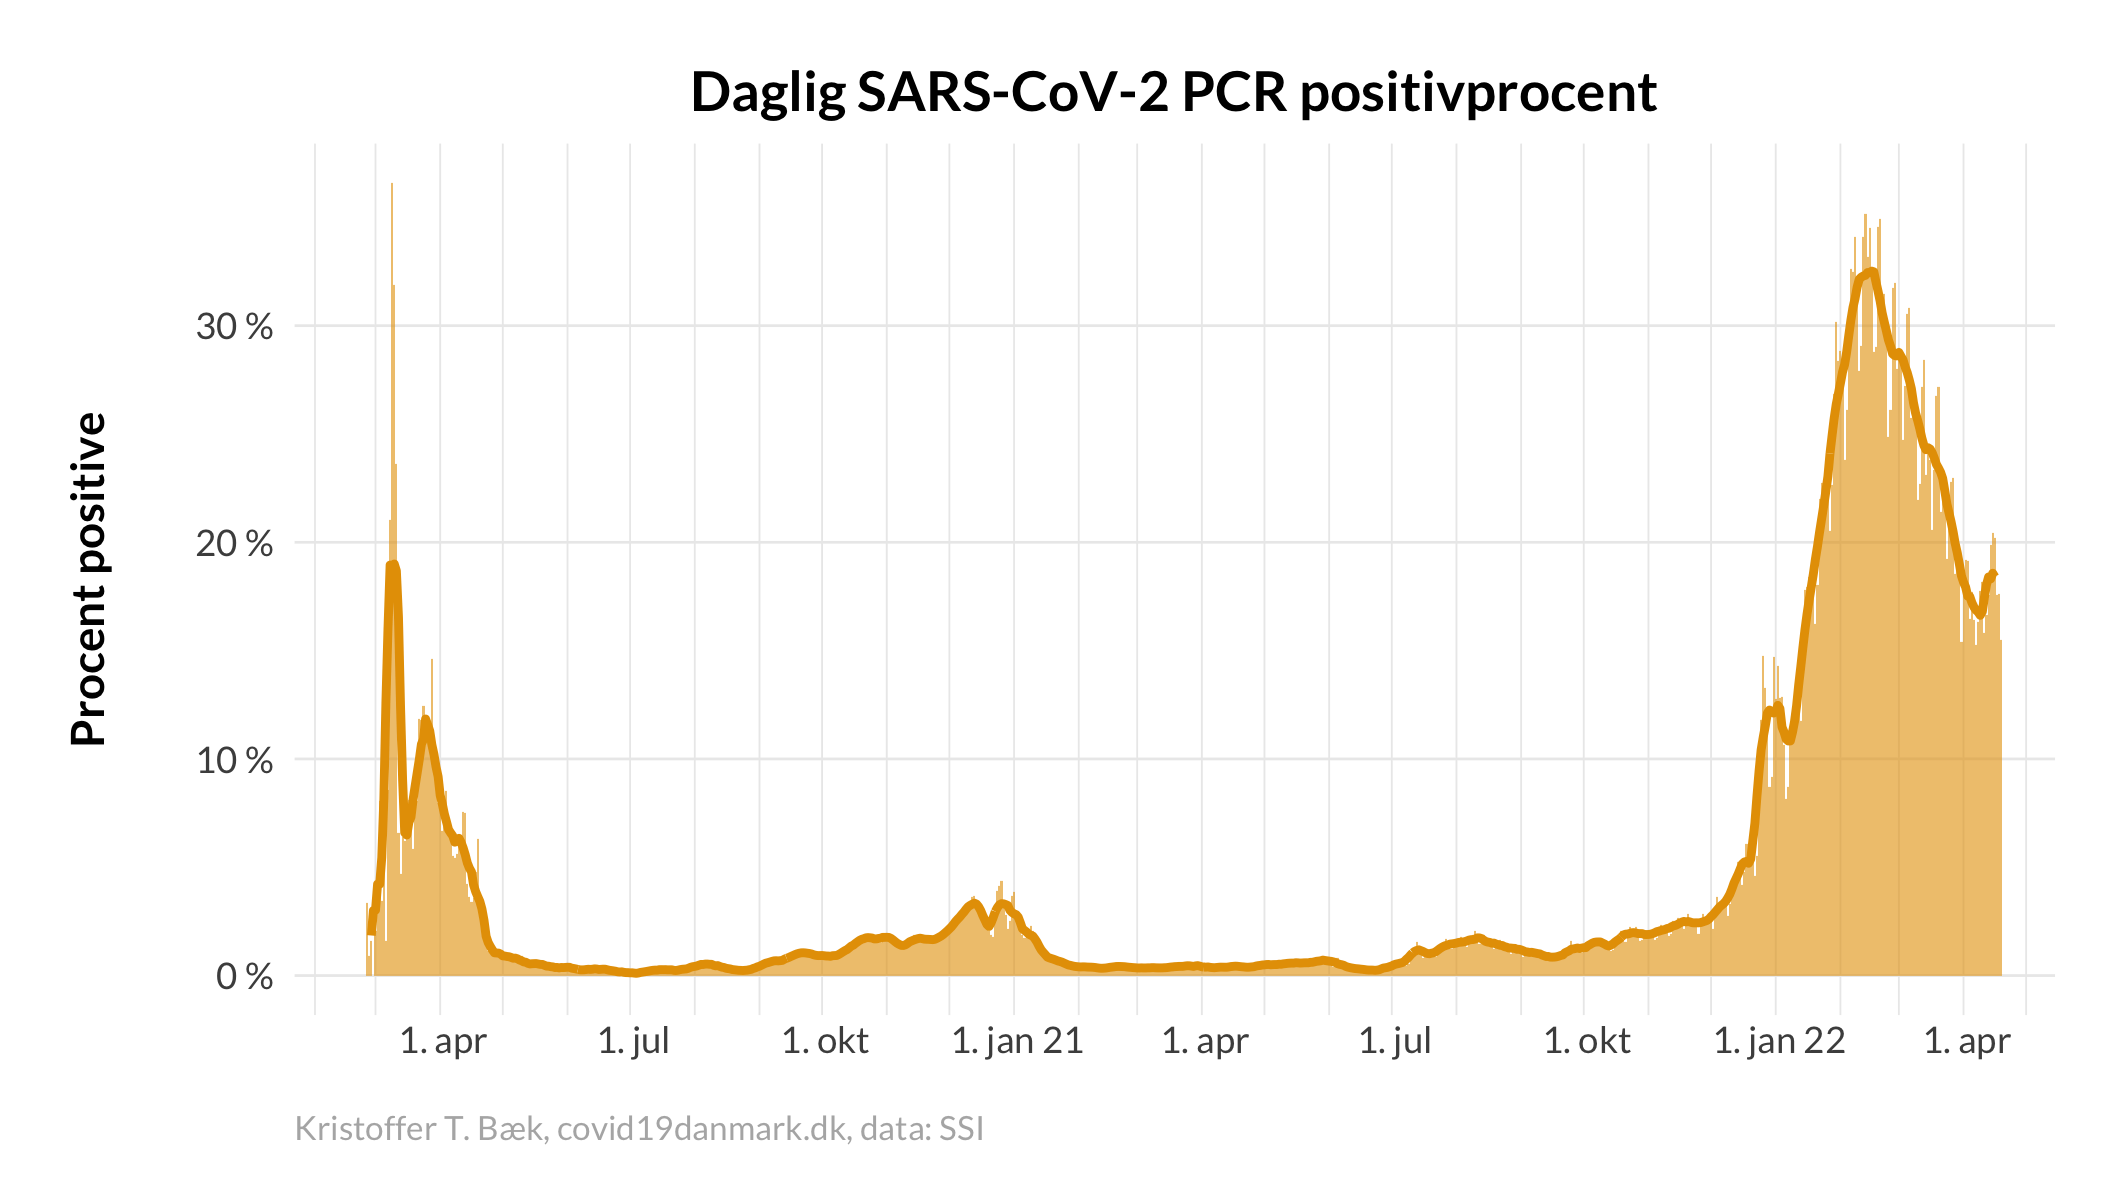 Daglig SARS-CoV-2 PCR positivprocent
Procent positive
30 %
20 %
10 %
0 %
1. apr
1. jul
1. okt
1. jan 21
1. apr
1. jul
1. okt
1. jan 22
1. apr
Kristoffer T. Bæk, covid19danmark.dk, data: SSI